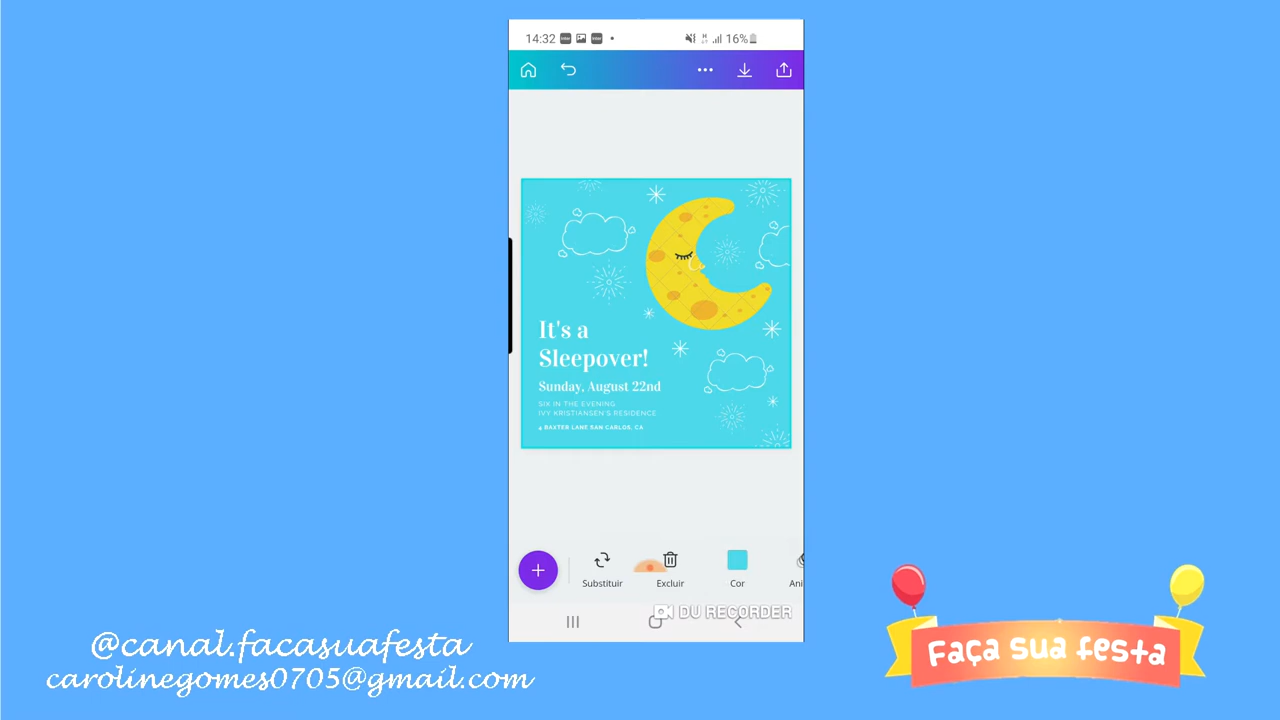 14:32
16%
It's a
Sleepover!
Sunday, August 22nd
SIX IN THE EVENING
IVY KRISTIANSEN'S RESIDENCE
4 BAXTER LANE SAN CARLOS, CA
Substituir
Excluir
Cor
Ani
DU RECORDER
@canal.facasuafesta
carolinegomes0705@gmail.com
Faça sua festa